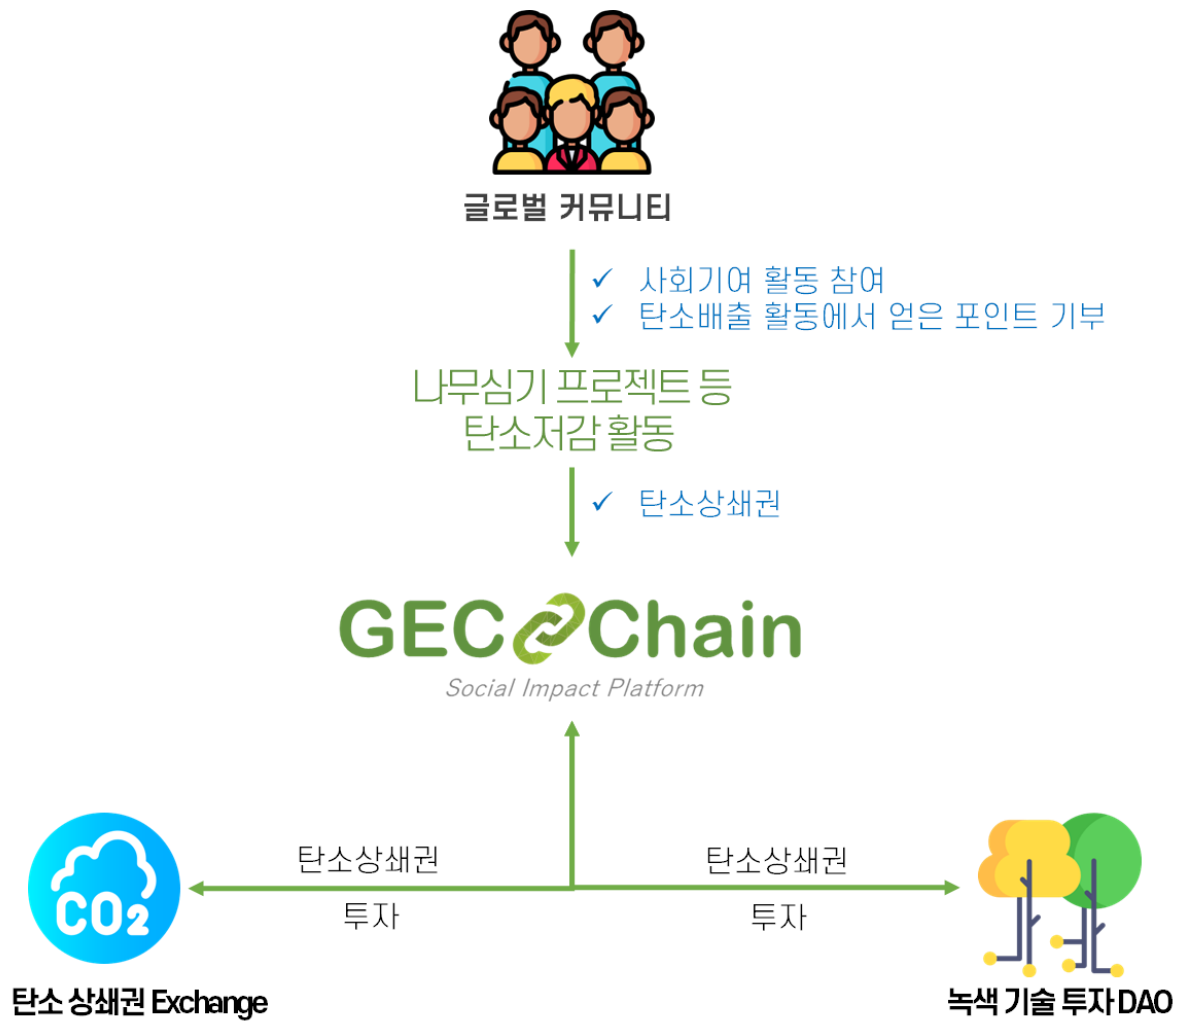 글로벌 커뮤니티
✓ 사회기여 활동 참여
✓ 탄소배출 활동에서 얻은 포인트 기부
나무심기 프로젝트 등
탄소저감 활동
✓ 탄소상쇄권
GEC Chain
Social Impact Platform
탄소상쇄권
투자
탄소상쇄권
투자
CO2
탄소 상쇄권 Exchange
녹색 기술 투자 DAO